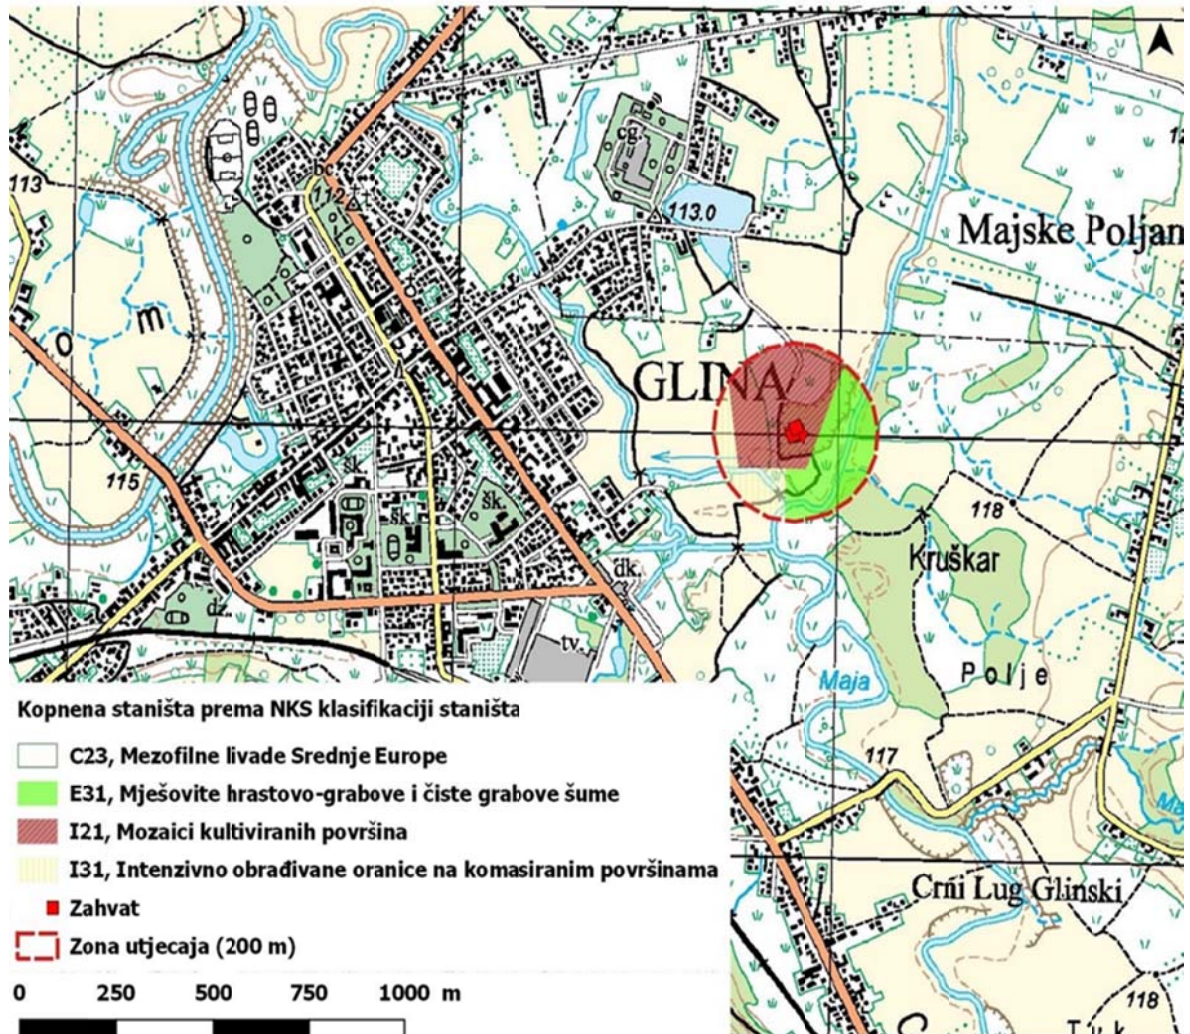 113
bc
112
cg
113.0
Majske Poljan
o m
GLINA
115
šk.
šk.
šk.
118
Kruškar
dk.
dz.
tv.
Polje
Maja
117
Crni Lug Glinski
118
Kopnena staništa prema NKS klasifikaciji staništa
C23, Mezofilne livade Srednje Europe
E31, Mješovite hrastovo-grabove i čiste grabove šume
I21, Mozaici kultiviranih površina
I31, Intenzivno obrađivane oranice na komasiranim površinama
Zahvat
Zona utjecaja (200 m)
0 250 500 750 1000 m